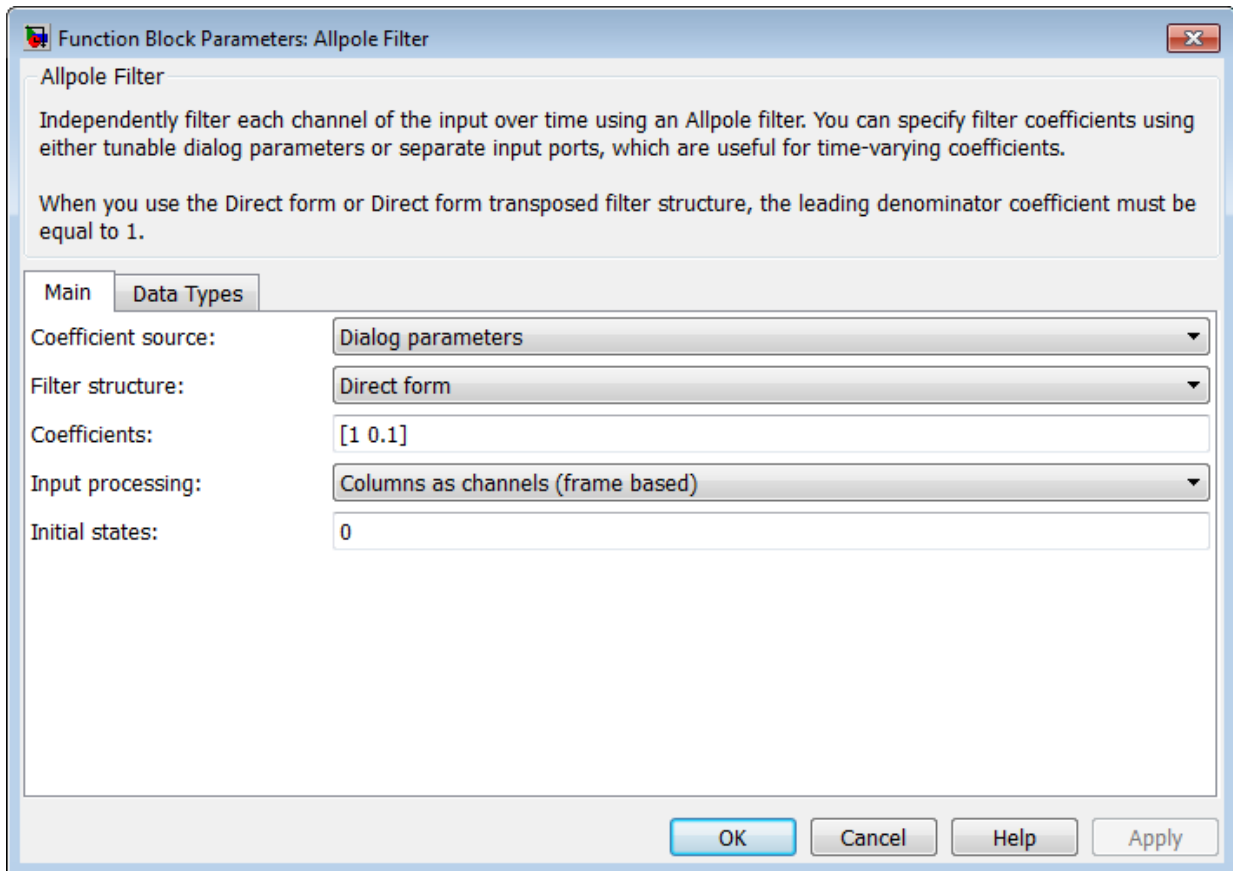 Function Block Parameters: Allpole Filter
Allpole Filter
Independently filter each channel of the input over time using an Allpole filter. You can specify filter coefficients using
either tunable dialog parameters or separate input ports, which are useful for time-varying coefficients.
When you use the Direct form or Direct form transposed filter structure, the leading denominator coefficient must be
equal to 1.
Main Data Types
Coefficient source: Dialog parameters
Filter structure: Direct form
Coefficients: [1 0.1]
Input processing: Columns as channels (frame based)
Initial states: 0
OK Cancel Help Apply